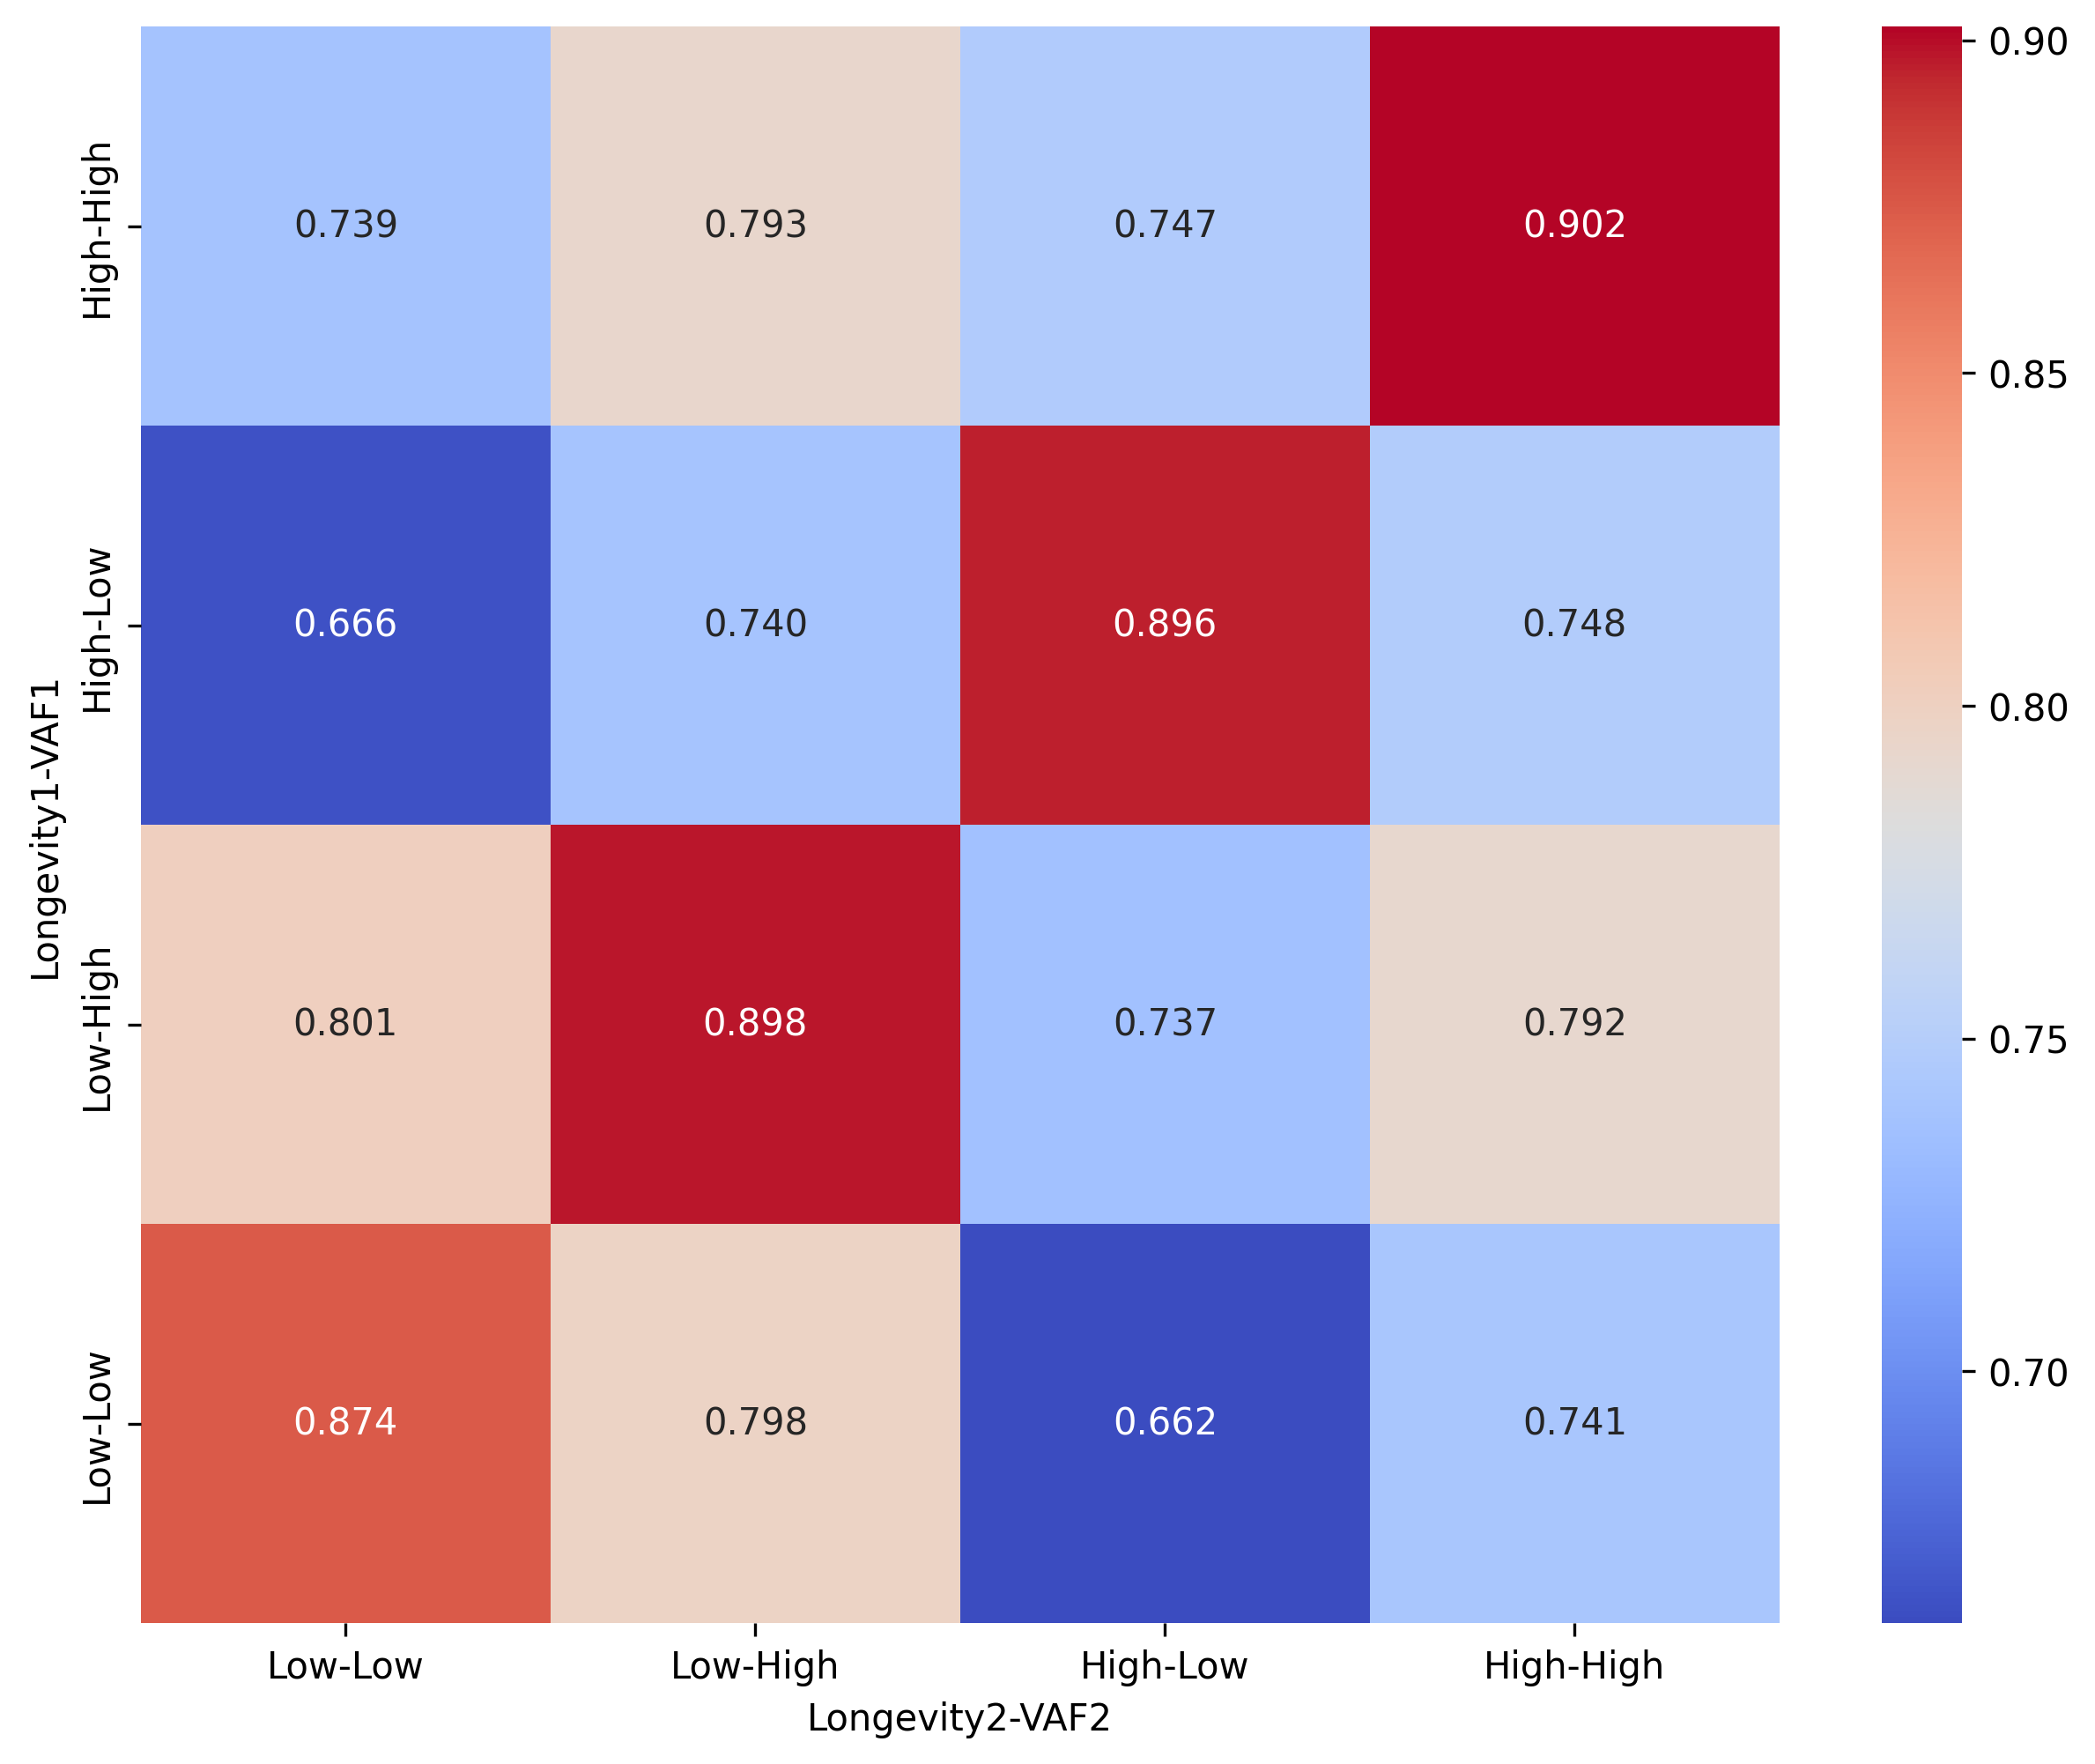 Longevity1-VAF1
High-High
0.739 0.793 0.747 0.902
High-Low
0.666 0.740 0.896 0.748
Low-High
0.801 0.898 0.737 0.792
Low-Low
0.874 0.798 0.662 0.741
Low-Low Low-High High-Low High-High
Longevity2-VAF2
0.90
0.85
0.80
0.75
0.70